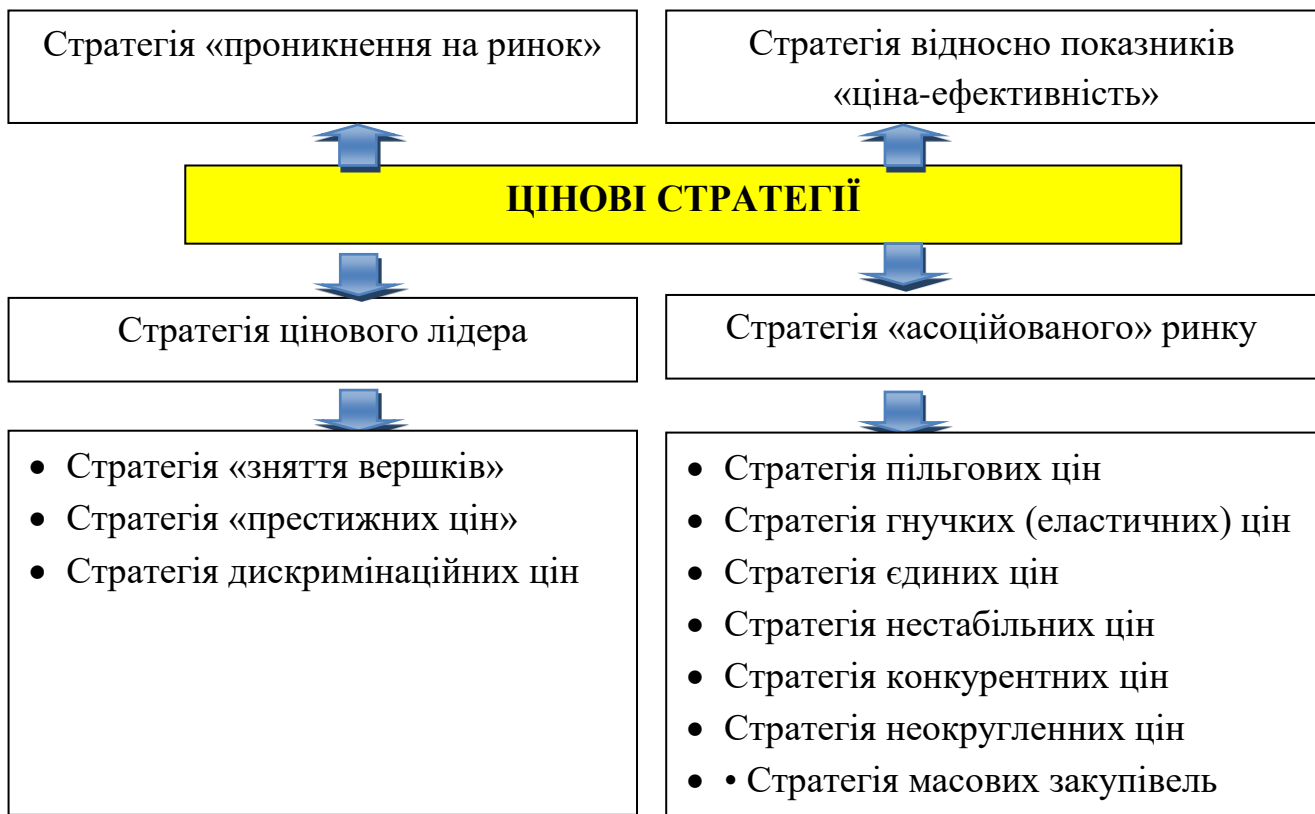 Стратегія «проникнення на ринок»
Стратегія відносно показників
«ціна-ефективність»
ЦІНОВІ СТРАТЕГІЇ
Стратегія цінового лідера
Стратегія «асоційованого» ринку
• Стратегія «зняття вершків»
• Стратегія «престижних цін»
• Стратегія дискримінаційних цін
• Стратегія пільгових цін
• Стратегія гнучких (еластичних) цін
• Стратегія єдиних цін
• Стратегія нестабільних цін
• Стратегія конкурентних цін
• Стратегія неокругленних цін
• • Стратегія масових закупівель